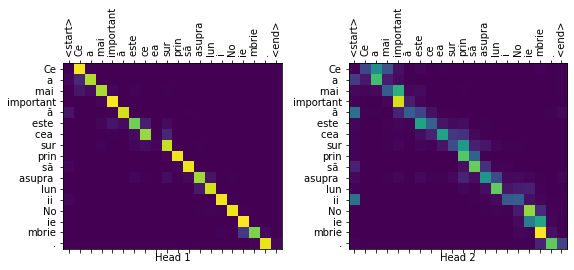 <start> Ce a mai important ă este ce ea sur prin să asupra lun i No ie mbrie . <end>
Ce
a
mai
important
ă
este
cea
sur
prin
să
asupra
lun
ii
No
ie
mbrie
.
Head 1
<start> Ce a mai important ă este ce ea sur prin să asupra lun i No ie mbrie . <end>
Ce
a
mai
important
ă
este
cea
sur
prin
să
asupra
lun
ii
No
ie
mbrie
.
Head 2